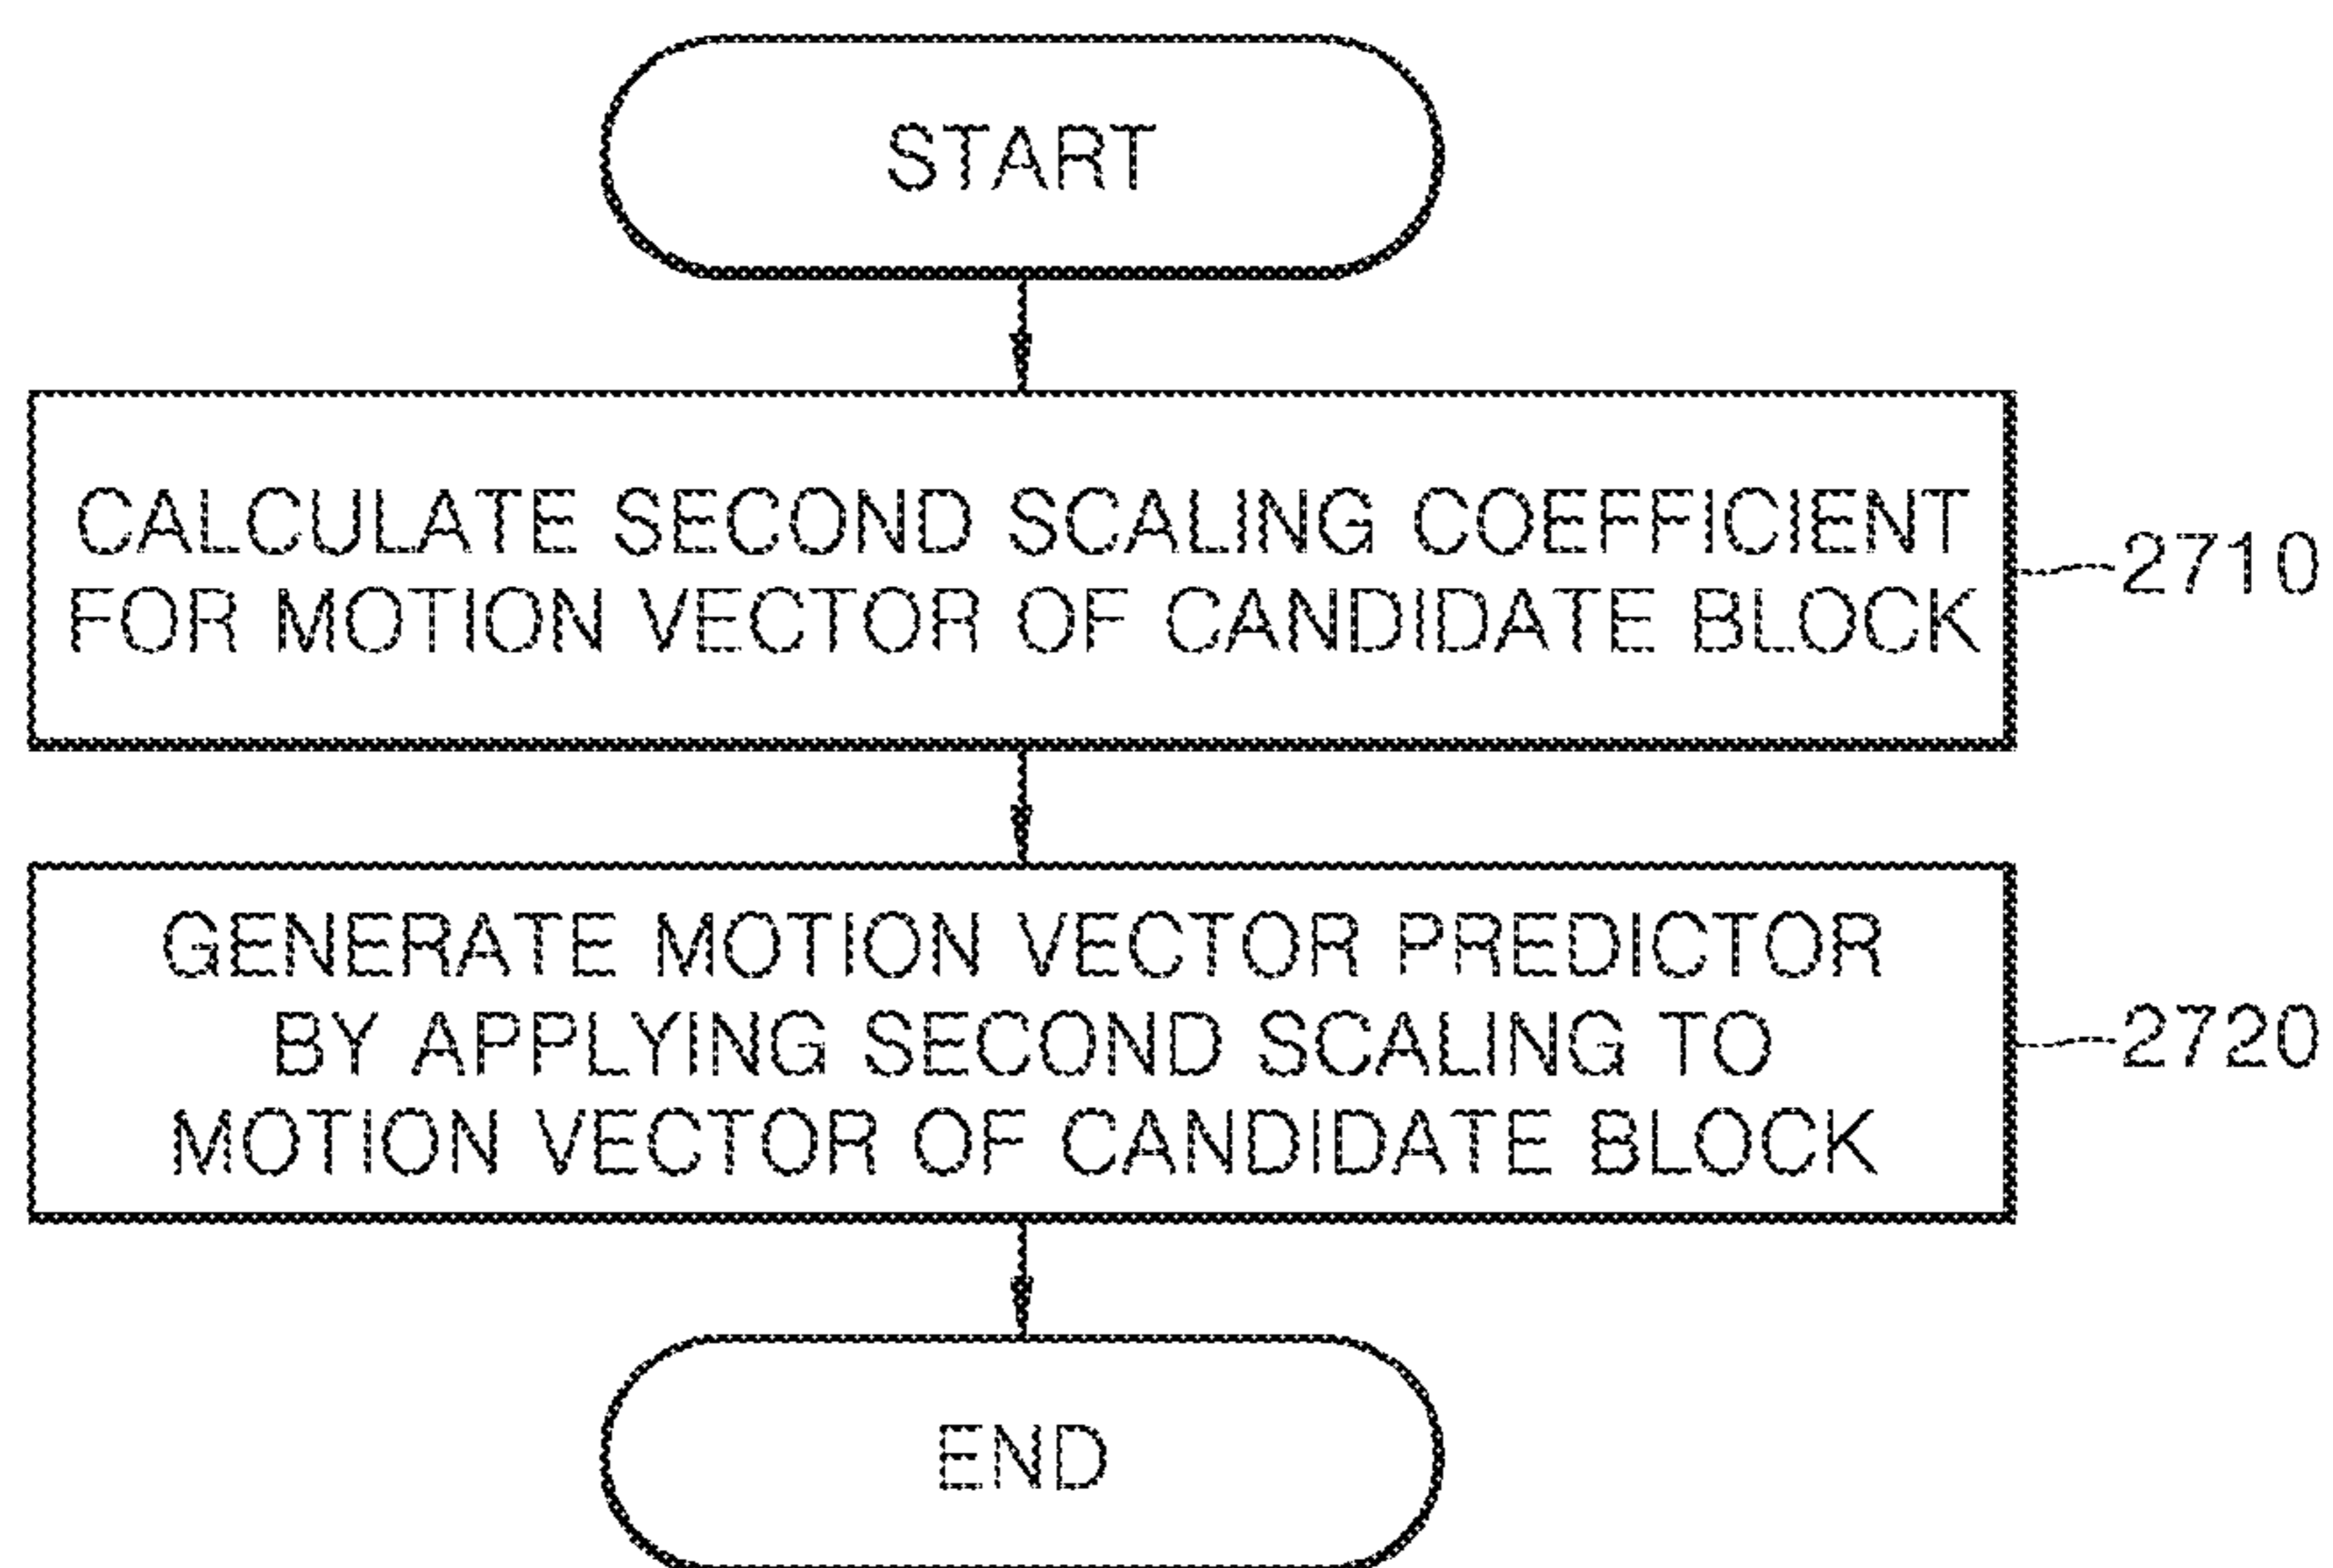 START
CALCULATE SECOND SCALING COEFFICIENT
FOR MOTION VECTOR OF CANDIDATE BLOCK
2710
GENERATE MOTION VECTOR PREDICTOR
BY APPLYING SECOND SCALING TO
MOTION VECTOR OF CANDIDATE BLOCK
2720
END